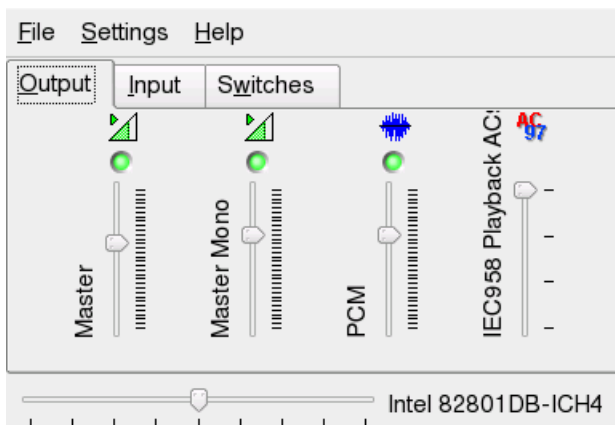 File Settings Help
Output Input Switches
AC
97
Master
Master Mono
PCM
IEC958 Playback AC
Intel 82801DB-ICH4